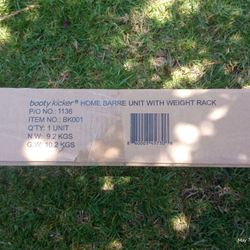 booty kicker® HOME BARRE UNIT WITH WEIGHT RACK
P/O NO.: 1136
ITEM NO.: BK001
Q'TY: 1 UNIT
N.W.: 9.2 KGS
G.W: 10.2 KGS
May